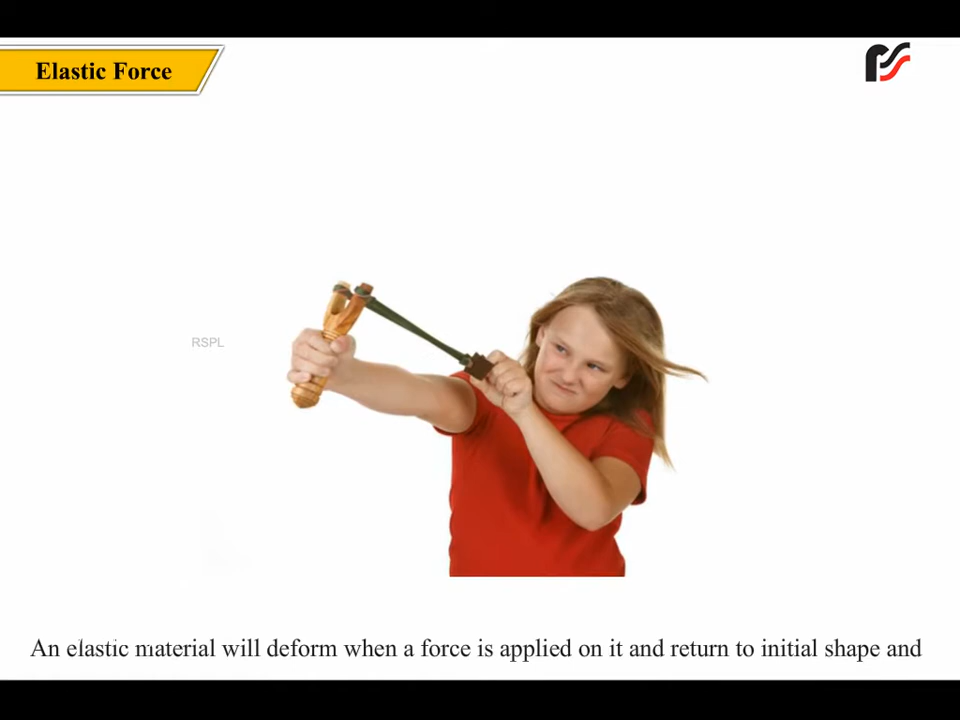 Elastic Force
RSPL
An elastic material will deform when a force is applied on it and return to initial shape and